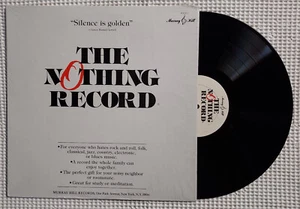 "Silence is golden"
Murray Hill
THE
NOTHING
RECORD
• For everyone who hates rock and roll, folk,
classical, jazz, country, electronic,
or blues music.
• A record the whole family can
enjoy together.
• The perfect gift for your noisy neighbor
or roommate.
• Great for study or meditation
THE
NOTHING
RECORD